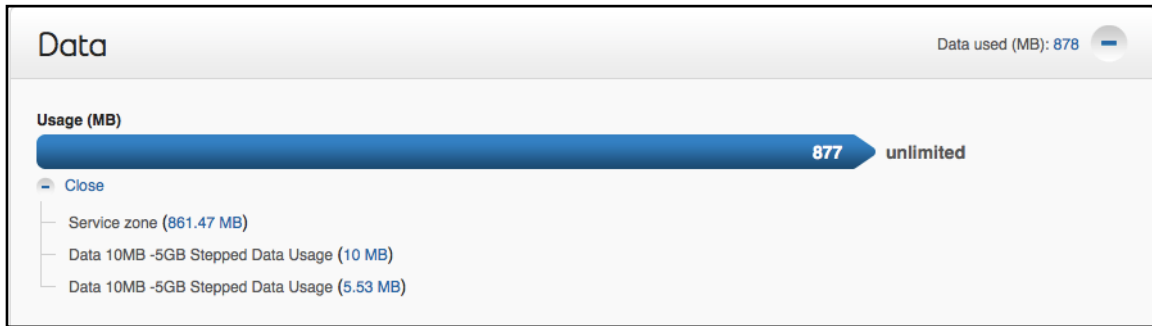 Data
Data used (MB): 878
Usage (MB)
877
unlimited
Close
Service zone (861.47 MB)
Data 10MB -5GB Stepped Data Usage (10 MB)
Data 10MB -5GB Stepped Data Usage (5.53 MB)